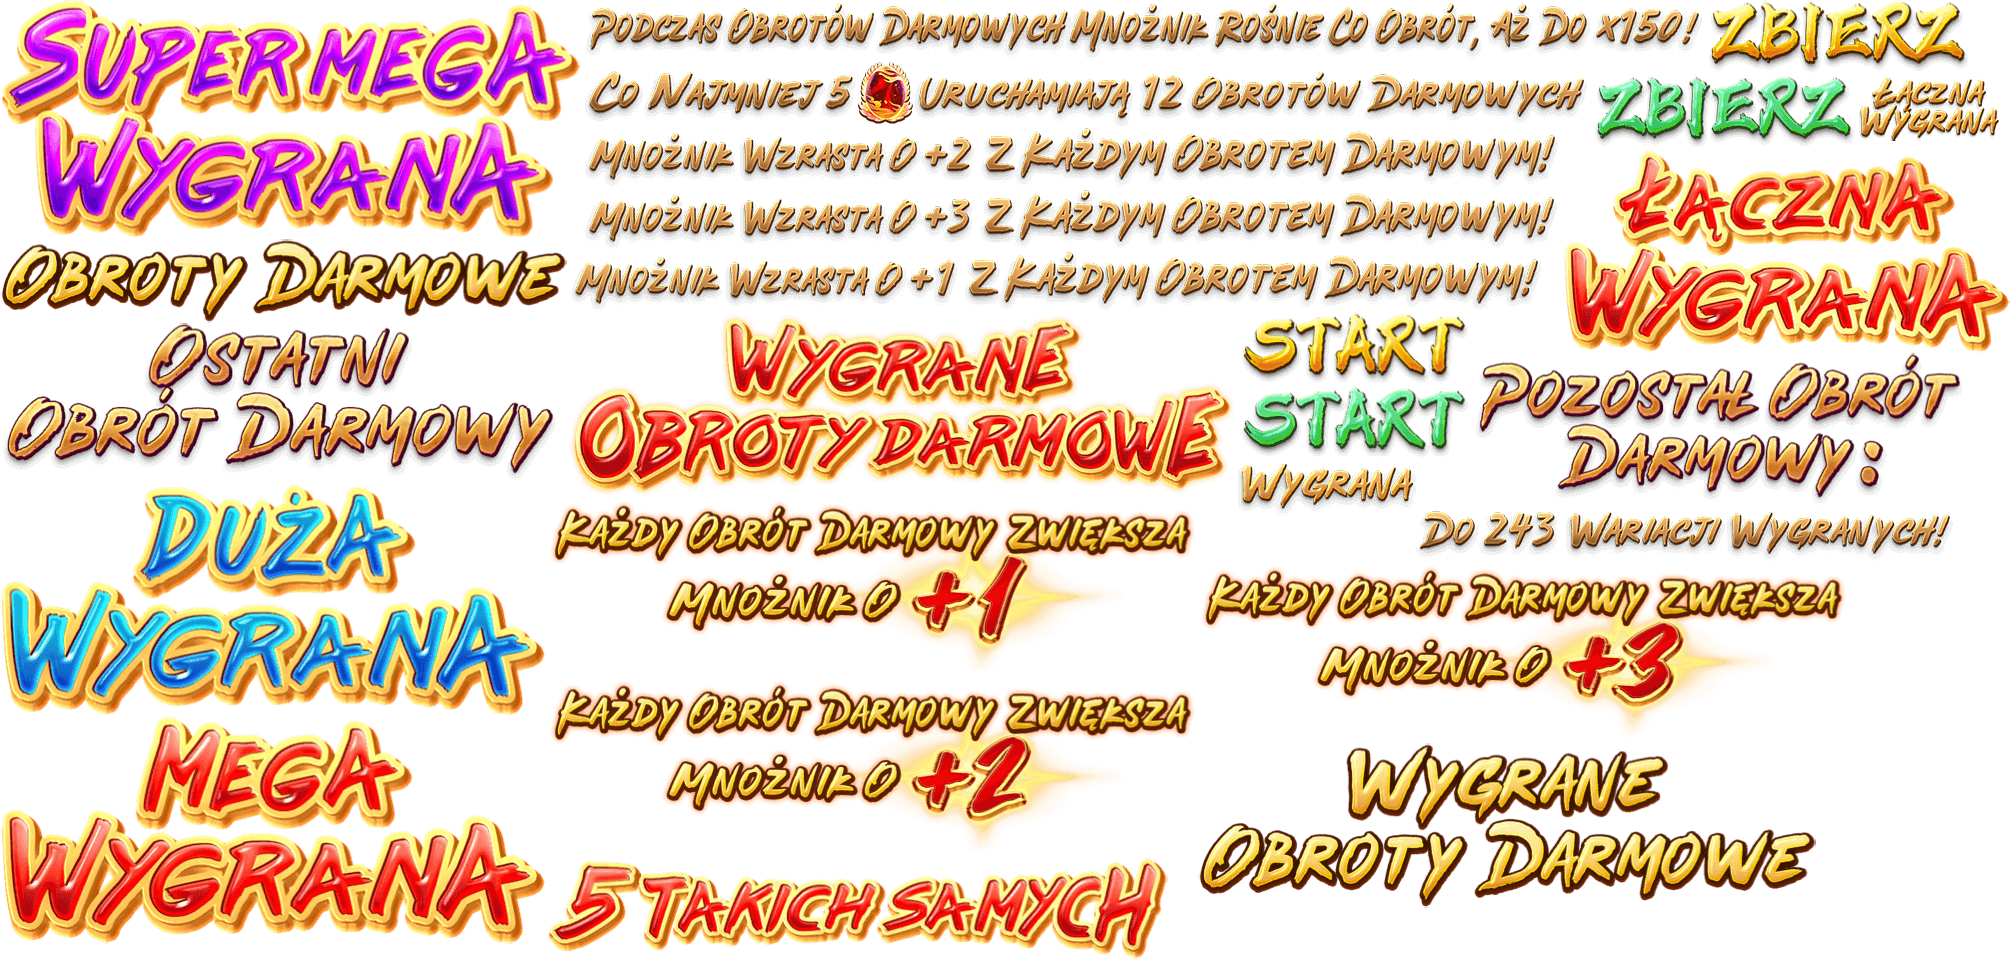 SUPER MEGA
WYGRANA
OBROTY DARMOWE
OSTATNI
OBRÓT DARMOWY
DUŻA
WYGRANA
MEGA
WYGRANA
PODCZAS OBROTÓW DARMOWYCH MNOŻNIK ROŚNIE CO OBRÓT, AŻ DO X150!
CO NAJMNIEJ 5 URUCHAMIAJĄ 12 OBROTÓW DARMOWYCH
MNOŻNIK WZRASTA O +2 Z KAŻDYM OBROTEM DARMOWYM!
MNOŻNIK WZRASTA O +3 Z KAŻDYM OBROTEM DARMOWYM!
MNOŻNIK WZRASTA O +1 Z KAŻDYM OBROTEM DARMOWYM!
WYGRANE
OBROTY DARMOWE
KAŻDY OBRÓT DARMOWY ZWIĘKSZA
MNOŻNIK O +1
KAŻDY OBRÓT DARMOWY ZWIĘKSZA
MNOŻNIK O +2
5 TAKICH SAMYCH
ZBIERZ
ZBIERZ
ŁĄCZNA
WYGRANA
ŁĄCZNA
WYGRANA
START
START
WYGRANA
POZOSTAŁ OBRÓT
DARMOWY:
DO 243 WARIACJI WYGRANYCH!
KAŻDY OBRÓT DARMOWY ZWIĘKSZA
MNOŻNIK O +3
WYGRANE
OBROTY DARMOWE